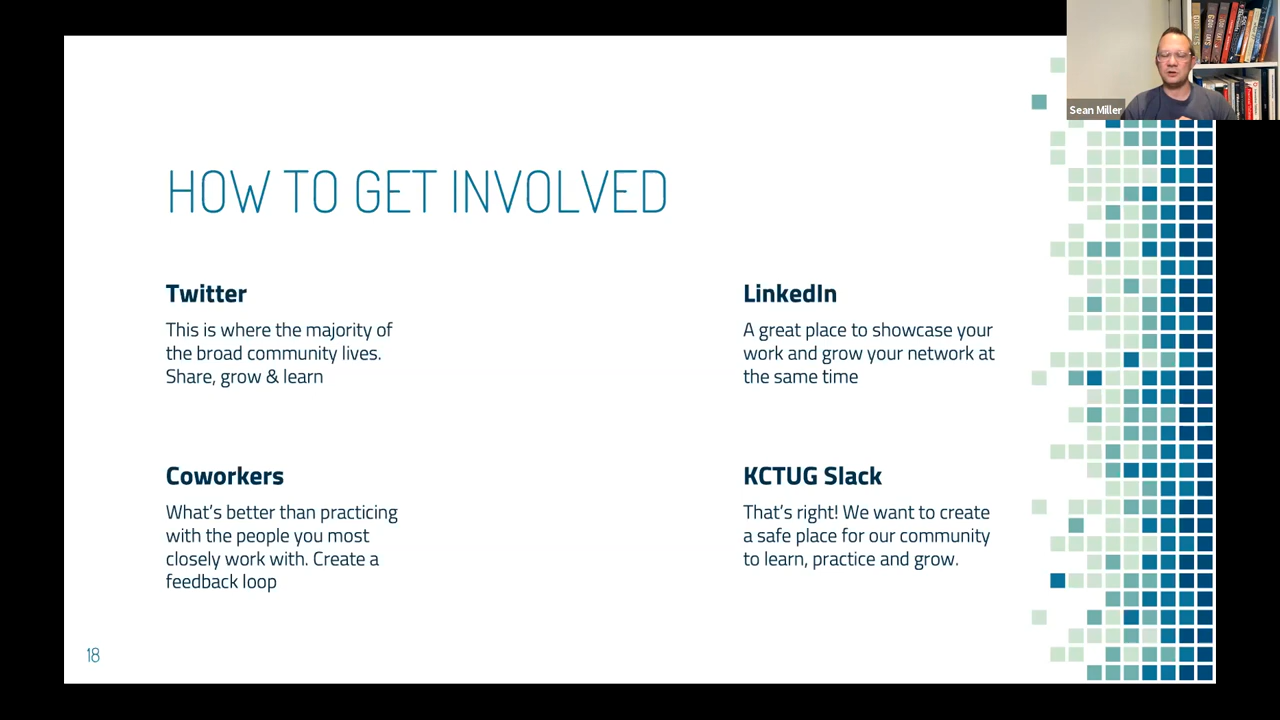 Sean Miller
HOW TO GET INVOLVED
Twitter
This is where the majority of
the broad community lives.
Share, grow & learn
LinkedIn
A great place to showcase your
work and grow your network at
the same time
Coworkers
What's better than practicing
with the people you most
closely work with. Create a
feedback loop
KCTUG Slack
That's right! We want to create
a safe place for our community
to learn, practice and grow.
18